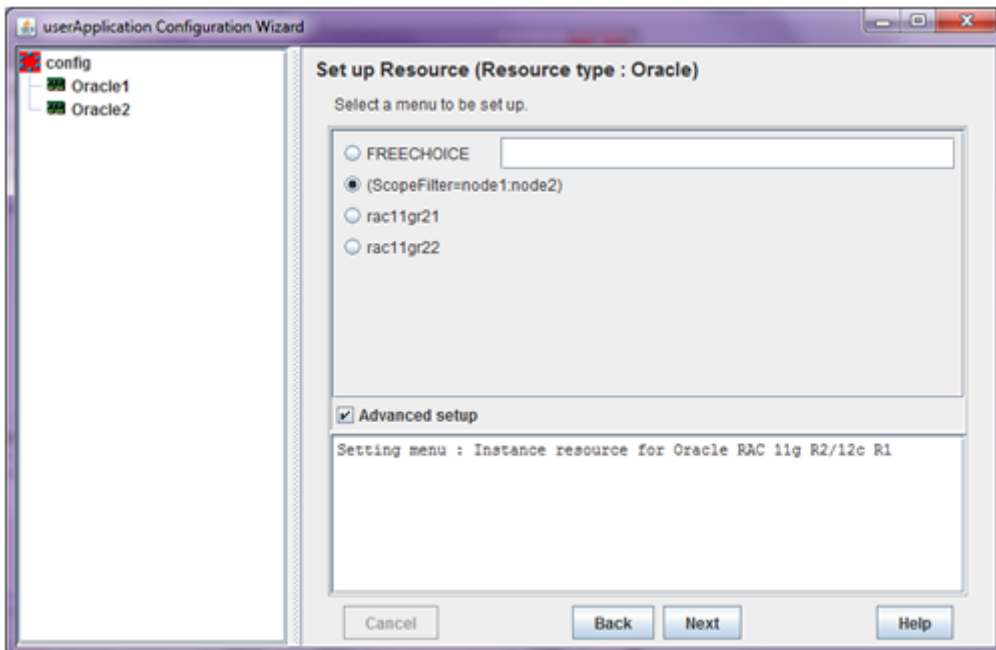 userApplication Configuration Wizard
config
Oracle1
Oracle2
Set up Resource (Resource type : Oracle)
Select a menu to be set up.
FREECHOICE
(ScopeFilter=node1:node2)
rac11gr21
rac11gr22
Advanced setup
Setting menu : Instance resource for Oracle RAC 11g R2/12c R1
Cancel Back Next Help